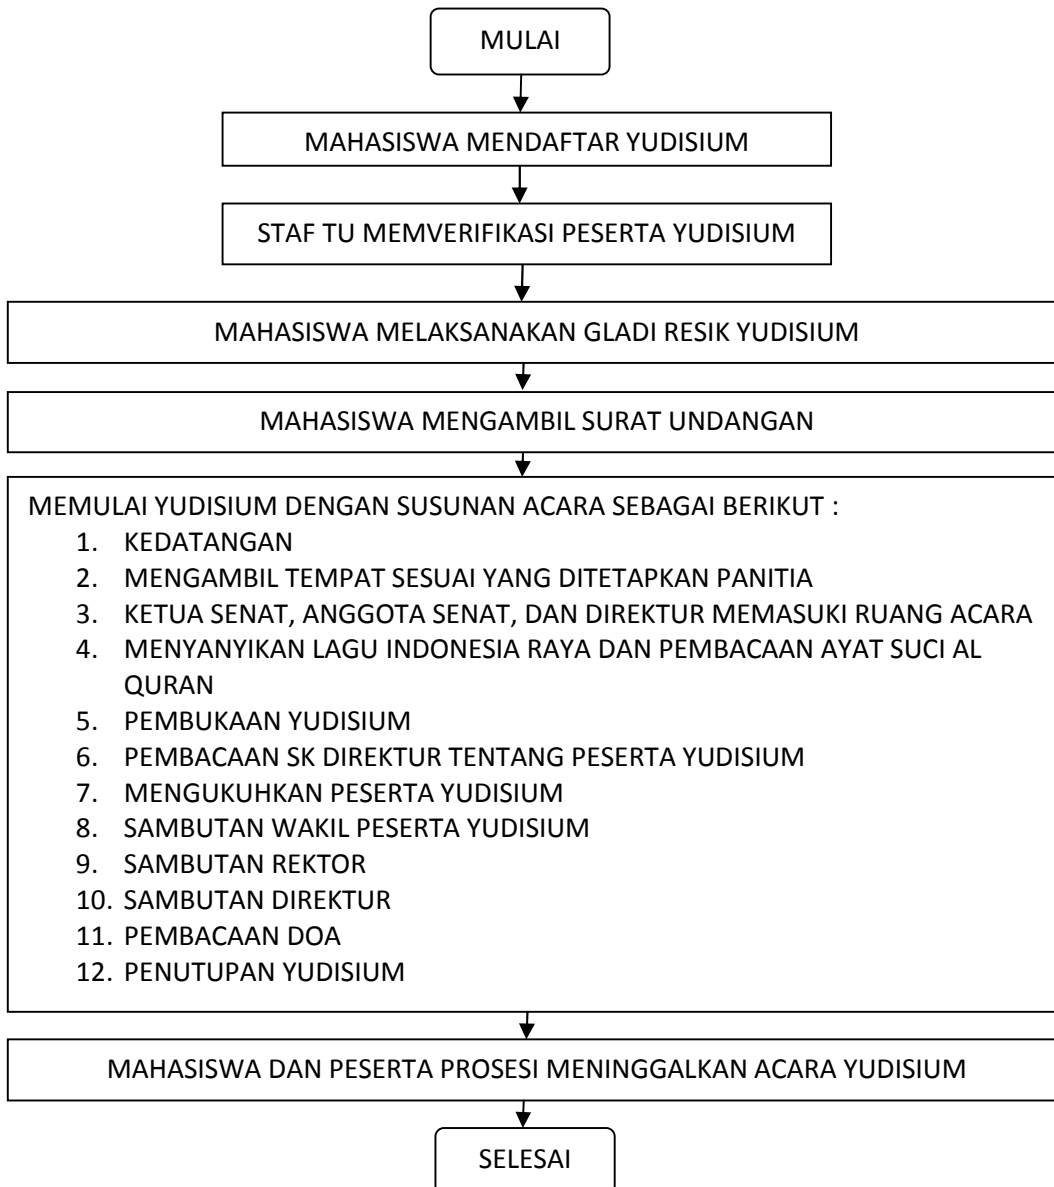 MULAI
MAHASISWA MENDAFTAR YUDISIUM
STAF TU MEMVERIFIKASI PESERTA YUDISIUM
MAHASISWA MELAKSANAKAN GLADI RESIK YUDISIUM
MAHASISWA MENGAMBIL SURAT UNDANGAN
MEMULAI YUDISIUM DENGAN SUSUNAN ACARA SEBAGAI BERIKUT :
1. KEDATANGAN
2. MENGAMBIL TEMPAT SESUAI YANG DITETAPKAN PANITIA
3. KETUA SENAT, ANGGOTA SENAT, DAN DIREKTUR MEMASUKI RUANG ACARA
4. MENYANYIKAN LAGU INDONESIA RAYA DAN PEMBACAAN AYAT SUCI AL
QURAN
5. PEMBUKAAN YUDISIUM
6. PEMBACAAN SK DIREKTUR TENTANG PESERTA YUDISIUM
7. MENGUKUHKAN PESERTA YUDISIUM
8. SAMBUTAN WAKIL PESERTA YUDISIUM
9. SAMBUTAN REKTOR
10. SAMBUTAN DIREKTUR
11. PEMBACAAN DOA
12. PENUTUPAN YUDISIUM
MAHASISWA DAN PESERTA PROSESI MENINGGALKAN ACARA YUDISIUM
SELESAI